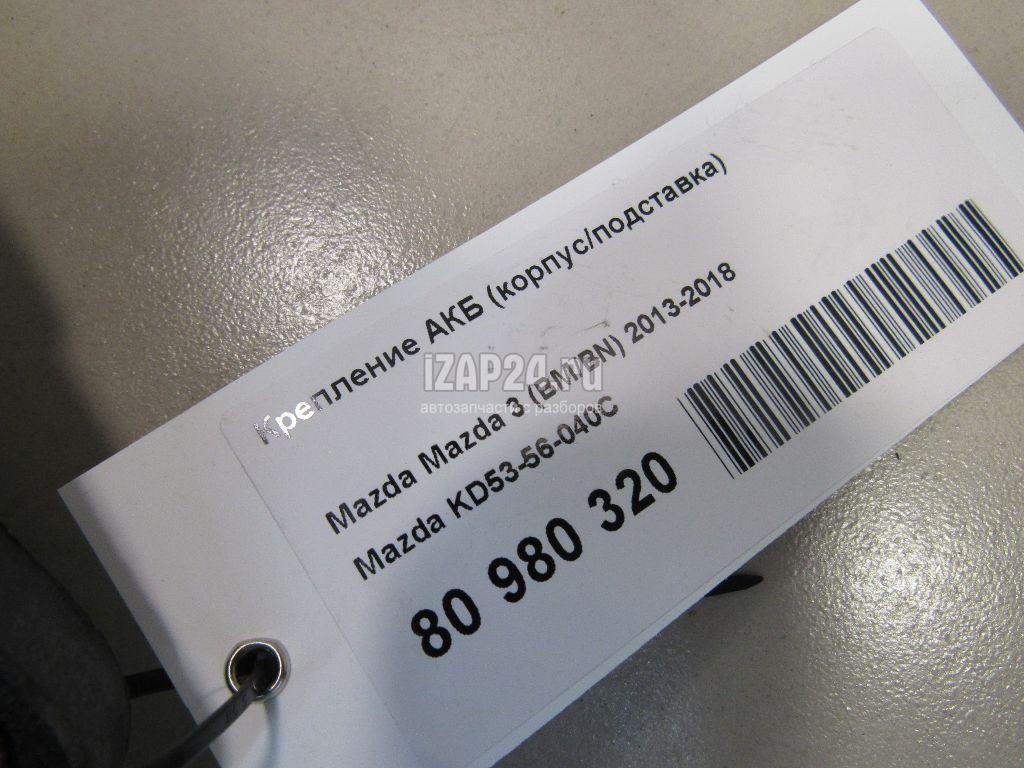 Крепление АКБ (корпус/подставка)
Mazda Mazda 3 (BM/BN) 2013-2018
Mazda KD53-56-040C
80 980 320
iZAP24.ru
автозапчасти с разборов